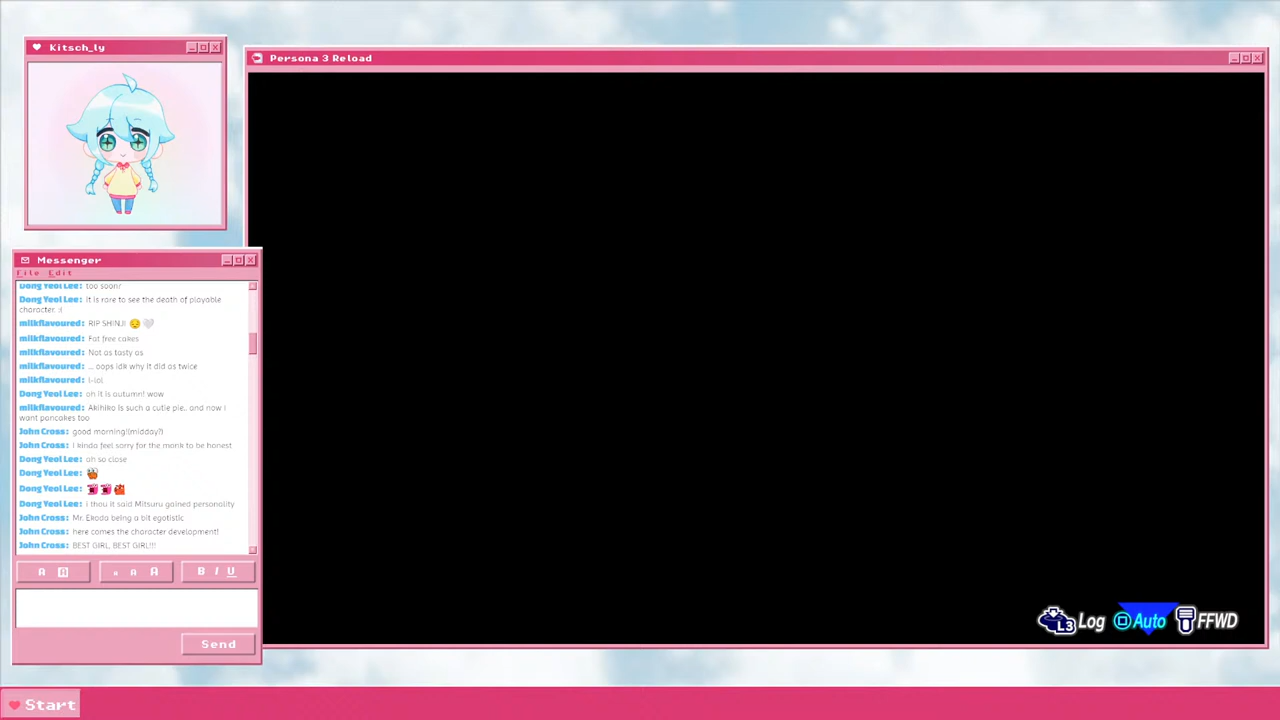 Kitsch_ly
Persona 3 Reload
Messenger
File Edit
Dong Yeol Lee: too soon?
Dong Yeol Lee: it is rare to see the death of playable
character. :(
milkflavoured: RIP SHINJI 😔 🤍
milkflavoured: Fat free cakes
milkflavoured: Not as tasty as
milkflavoured: ... oops idk why it did as twice
milkflavoured: l-lol
Dong Yeol Lee: oh it is autumn! wow
milkflavoured: Akihiko is such a cutie pie.. and now i
want pancakes too
John Cross: good morning!(midday?)
John Cross: I kinda feel sorry for the monk to be honest
Dong Yeol Lee: oh so close
Dong Yeol Lee:
Dong Yeol Lee:
Dong Yeol Lee: i thou it said Mitsuru gained personality
John Cross: Mr. Ekoda being a bit egotistic
John Cross: here comes the character development!
John Cross: BEST GIRL, BEST GIRL!!!
A A A A A B I U
Send
L3 Log Auto FFWD
Start